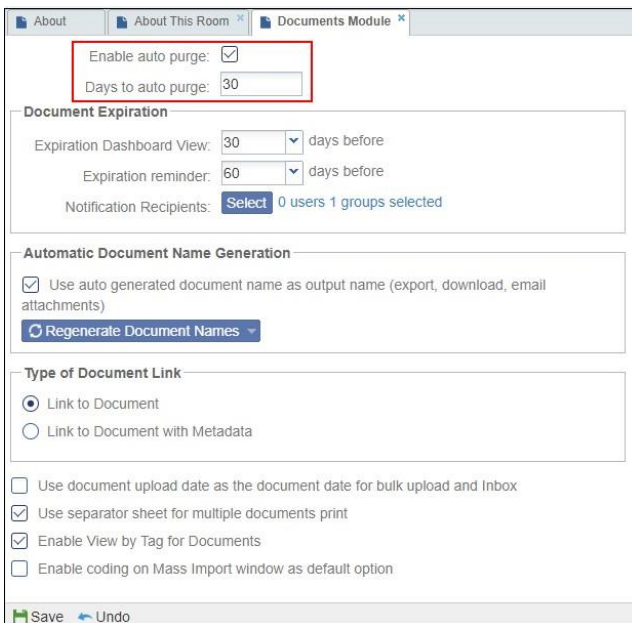 About
About This Room
Documents Module
Enable auto purge:
Days to auto purge: 30
Document Expiration
Expiration Dashboard View: 30 days before
Expiration reminder: 60 days before
Notification Recipients: Select 0 users 1 groups selected
Automatic Document Name Generation
Use auto generated document name as output name (export, download, email
attachments)
Regenerate Document Names
Type of Document Link
Link to Document
Link to Document with Metadata
Use document upload date as the document date for bulk upload and Inbox
Use separator sheet for multiple documents print
Enable View by Tag for Documents
Enable coding on Mass Import window as default option
Save Undo